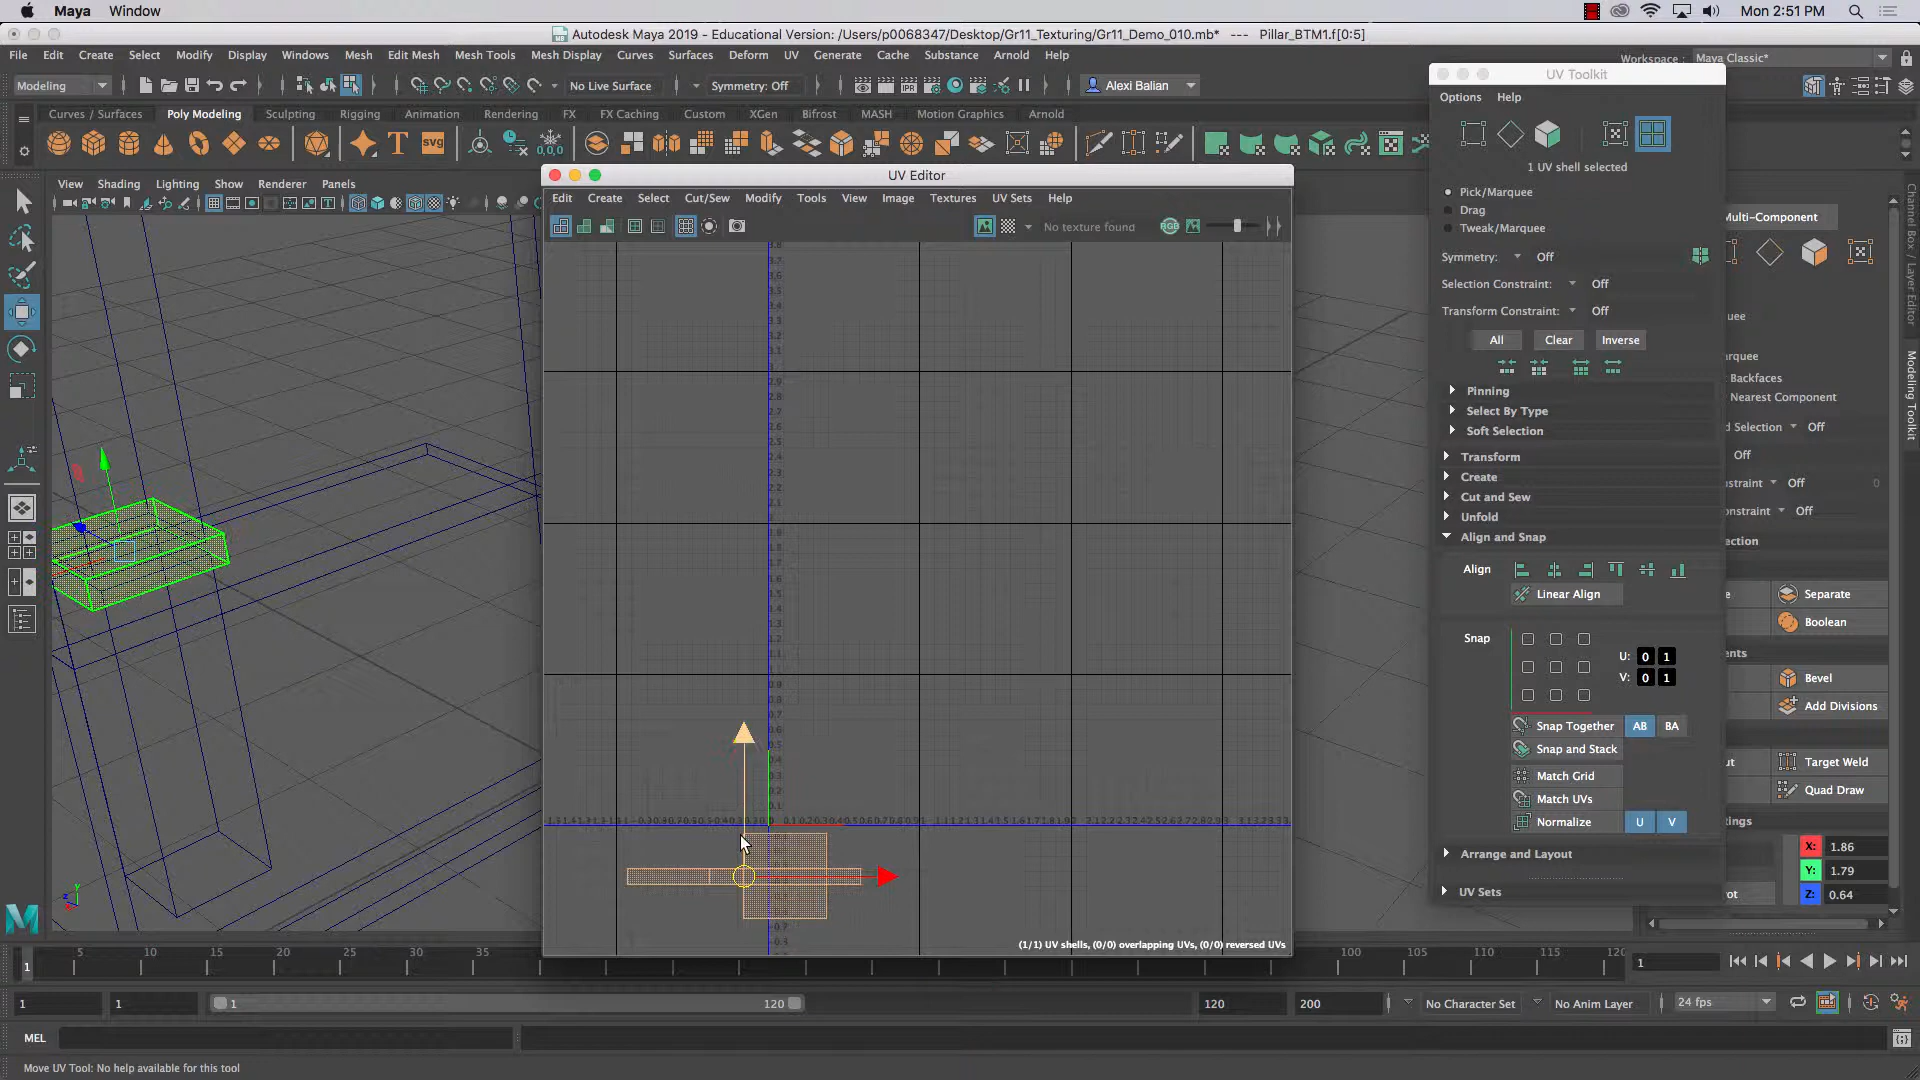 Maya Window Mon 2:51 PM
Autodesk Maya 2019 - Educational Version: /Users/p0068347/Desktop/Gr11_Texturing/Gr11_Demo_010.mb* --- Pillar_BTM1.f[0:5]
File Edit Create Select Modify Display Windows Mesh Edit Mesh Mesh Tools Mesh Display Curves Surfaces Deform UV Generate Cache Substance Arnold Help Workspace : Maya Classic*
Modeling No Live Surface Symmetry: Off Alexi Balian
Curves / Surfaces Poly Modeling Sculpting Rigging Animation Rendering FX FX Caching Custom XGen Bifrost MASH Motion Graphics Arnold
View Shading Lighting Show Renderer Panels
UV Editor
Edit Create Select Cut/Sew Modify Tools View Image Textures UV Sets Help
No texture found
(1/1) UV shells, (0/0) overlapping UVs, (0/0) reversed UVs
UV Toolkit
Options Help
1 UV shell selected
Pick/Marquee
Drag
Tweak/Marquee
Symmetry: Off
Selection Constraint: Off
Transform Constraint: Off
All Clear Inverse
Pinning
Select By Type
Soft Selection
Transform
Create
Cut and Sew
Unfold
Align and Snap
Align
Linear Align
Snap
U: 0 1
V: 0 1
Snap Together AB BA
Snap and Stack
Match Grid
Match UVs
Normalize U V
Arrange and Layout
UV Sets
Multi-Component
Backfaces
Nearest Component
Off
Off
Off
Off
Separate
Boolean
Bevel
Add Divisions
Target Weld
Quad Draw
X: 1.86
Y: 1.79
Z: 0.64
Channel Box / Layer Editor
Modeling Toolkit
5 10 15 20 25 30 35 100 105 110 115 120
1 1
1 1 1 120 120 200 No Character Set No Anim Layer 24 fps
MEL
Move UV Tool: No help available for this tool